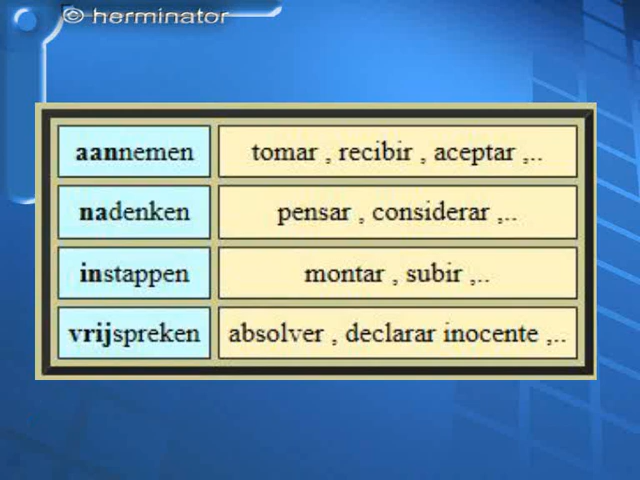 © herminator
aannemen tomar , recibir , aceptar ,..
nadenken pensar , considerar ,..
instappen montar , subir ,..
vrijspreken absolver , declarar inocente ,..